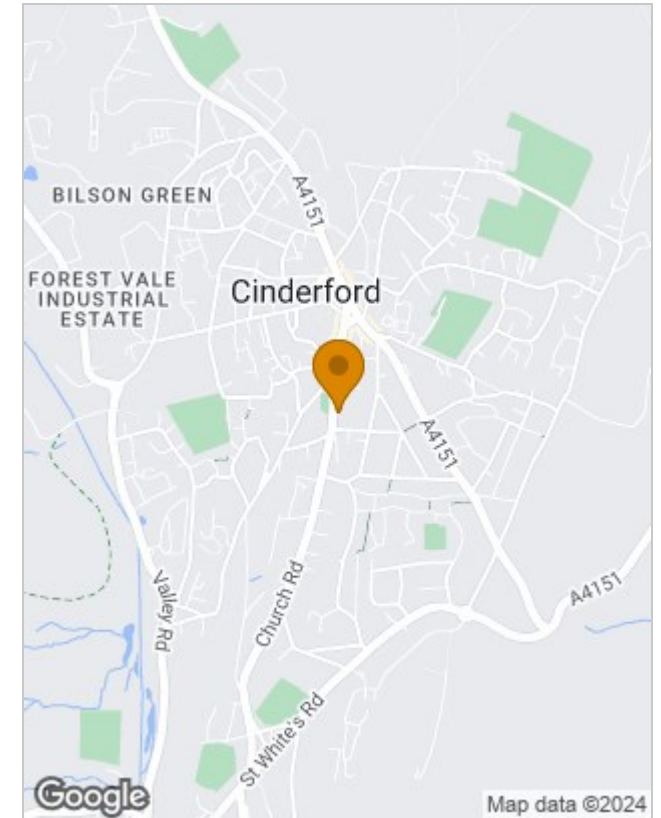 A4151
BILSON GREEN
FOREST VALE
INDUSTRIAL
ESTATE
Cinderford
A4151
A4151
Valley Rd
Church Rd
St White's Rd
Google
Map data ©2024